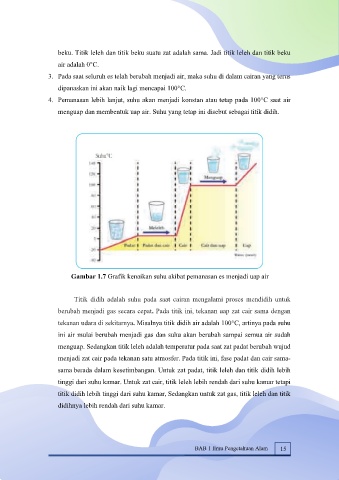 beku. Titik leleh dan titik beku suatu zat adalah sama. Jadi titik leleh dan titik beku
air adalah 0°C.
3. Pada saat seluruh es telah berubah menjadi air, maka suhu di dalam cairan yang terus
dipanaskan ini akan naik lagi mencapai 100°C.
4. Pemanasan lebih lanjut, suhu akan menjadi konstan atau tetap pada 100°C saat air
menguap dan membentuk uap air. Suhu yang tetap ini disebut sebagai titik didih.
Suhu°C
140
120
100
80
60
40
20
0
-20
-40
Menguap
Meleleh
Padat
Padat dan cair
Cair
Cair dan uap
Uap
Gambar 1.7 Grafik kenaikan suhu akibat pemanasan es menjadi uap air
Titik didih adalah suhu pada saat cairan mengalami proses mendidih untuk
berubah menjadi gas secara cepat. Pada titik ini, tekanan uap zat cair sama dengan
tekanan udara di sekitarnya. Misalnya titik didih air adalah 100°C, artinya pada suhu
ini air mulai berubah menjadi gas dan suhu akan berubah sampai semua air sudah
menguap. Sedangkan titik leleh adalah temperatur pada saat zat padat berubah wujud
menjadi zat cair pada tekanan satu atmosfer. Pada titik ini, fase padat dan cair sama-
sama berada dalam kesetimbangan. Untuk zat padat, titik leleh dan titik didih lebih
tinggi dari suhu kamar. Untuk zat cair, titik leleh lebih rendah dari suhu kamar tetapi
titik didih lebih tinggi dari suhu kamar, Sedangkan untuk zat gas, titik leleh dan titik
didihnya lebih rendah dari suhu kamar.
BAB 1 Ilmu Pengetahuan Alam 15